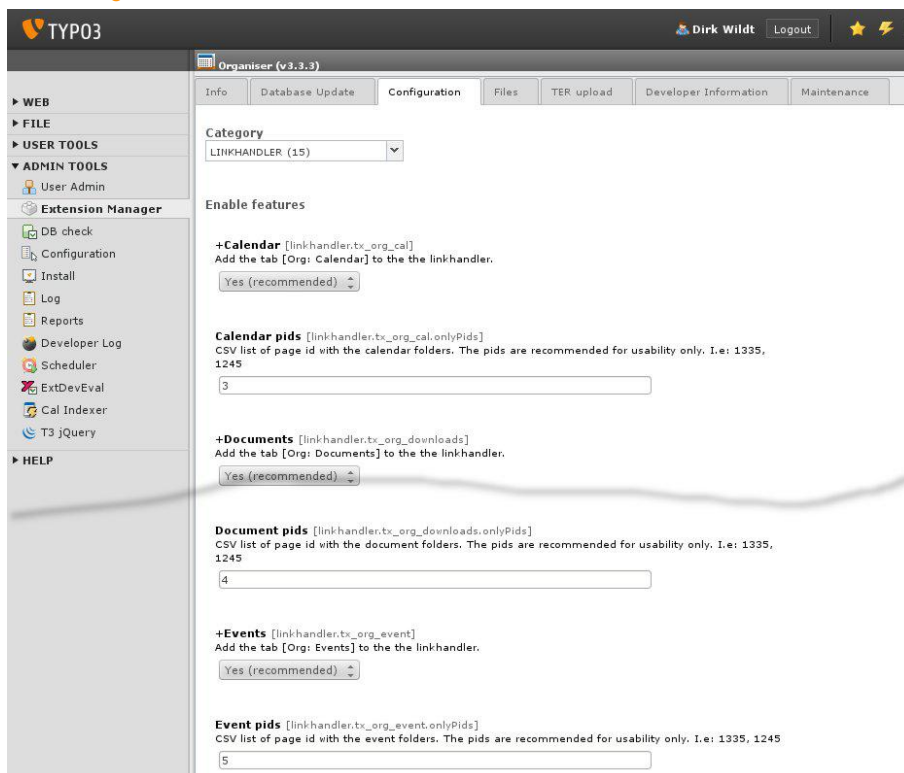 TYPO3
Dirk Wildt Logout
Organiser (v3.3.3)
Info Database Update Configuration Files TER upload Developer Information Maintenance
WEB
FILE
USER TOOLS
ADMIN TOOLS
User Admin
Extension Manager
DB check
Configuration
Install
Log
Reports
Developer Log
Scheduler
ExtDevEval
Cal Indexer
T3 jQuery
HELP
Category
LINKHANDLER (15)
Enable features
+Calendar [linkhandler.tx_org_cal]
Add the tab [Org: Calendar] to the the linkhandler.
Yes (recommended)
Calendar pids [linkhandler.tx_org_cal.onlyPids]
CSV list of page id with the calendar folders. The pids are recommended for usability only. I.e: 1335,
1245
3
+Documents [linkhandler.tx_org_downloads]
Add the tab [Org: Documents] to the the linkhandler.
Yes (recommended)
Document pids [linkhandler.tx_org_downloads.onlyPids]
CSV list of page id with the document folders. The pids are recommended for usability only. I.e: 1335,
1245
4
+Events [linkhandler.tx_org_event]
Add the tab [Org: Events] to the the linkhandler.
Yes (recommended)
Event pids [linkhandler.tx_org_event.onlyPids]
CSV list of page id with the event folders. The pids are recommended for usability only. I.e: 1335, 1245
5